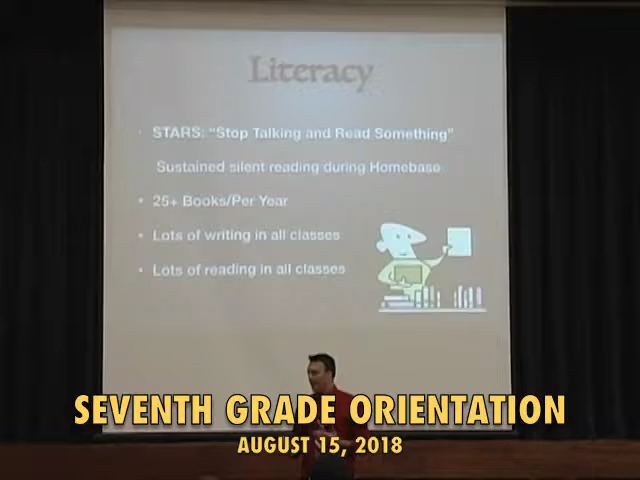 Literacy
• STARS: "Stop Talking and Read Something"
Sustained silent reading during Homebase
• 25+ Books/Per Year
• Lots of writing in all classes
• Lots of reading in all classes
SEVENTH GRADE ORIENTATION
AUGUST 15, 2018